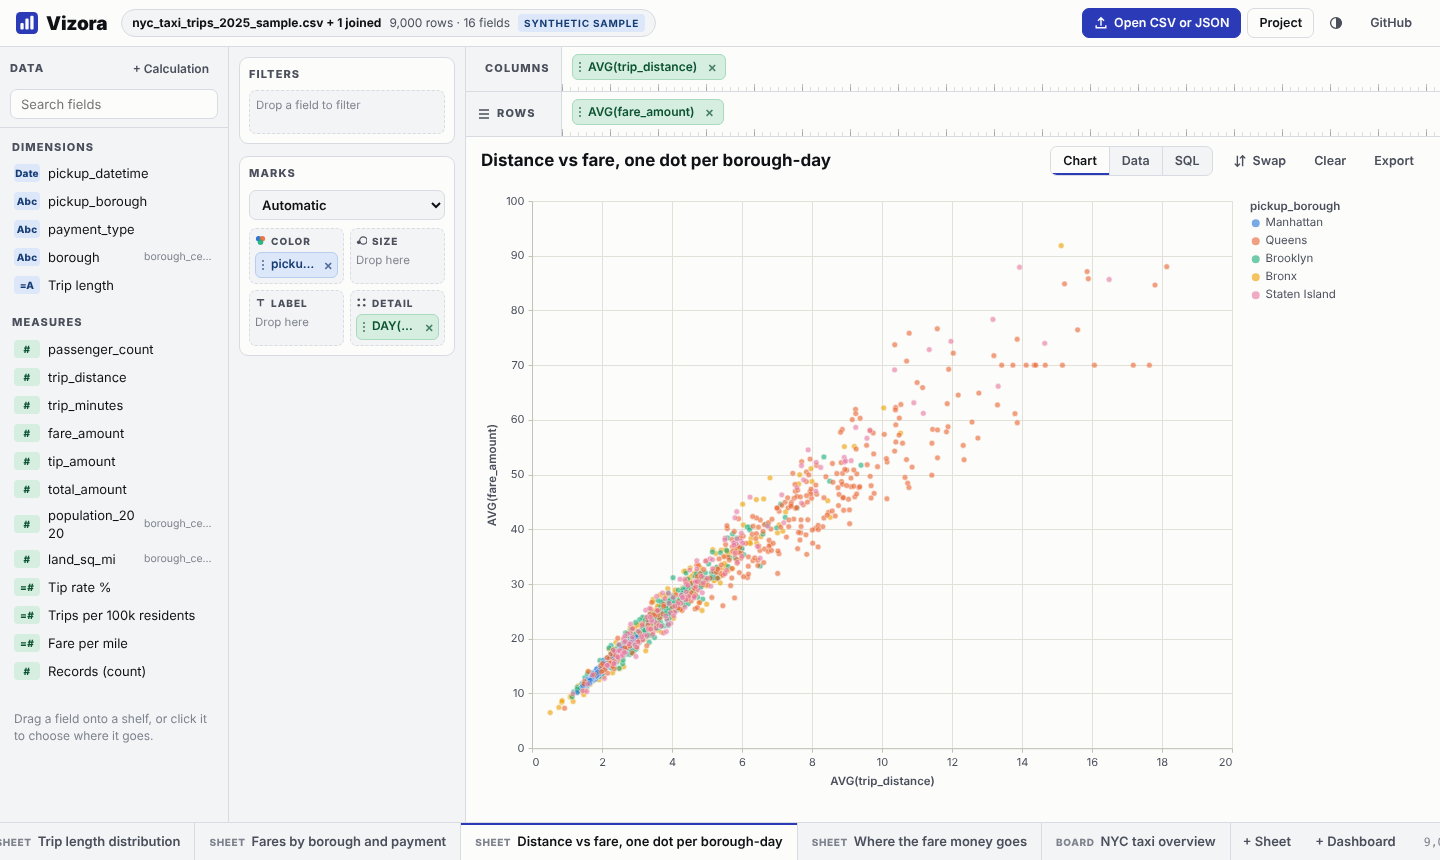 Vizora
nyc_taxi_trips_2025_sample.csv + 1 joined 9,000 rows · 16 fields SYNTHETIC SAMPLE
Open CSV or JSON
Project
GitHub
DATA
+ Calculation
Search fields
DIMENSIONS
Date pickup_datetime
Abc pickup_borough
Abc payment_type
Abc borough borough_ce...
=A Trip length
MEASURES
# passenger_count
# trip_distance
# trip_minutes
# fare_amount
# tip_amount
# total_amount
# population_20
20 borough_ce...
# land_sq_mi borough_ce...
=# Tip rate %
=# Trips per 100k residents
=# Fare per mile
# Records (count)
Drag a field onto a shelf, or click it
to choose where it goes.
FILTERS
Drop a field to filter
MARKS
Automatic
COLOR
picku... ×
SIZE
Drop here
LABEL
Drop here
DETAIL
DAY(... ×
COLUMNS
AVG(trip_distance) ×
ROWS
AVG(fare_amount) ×
Distance vs fare, one dot per borough-day
Chart Data SQL
Swap
Clear
Export
100
90
80
70
60
50
40
30
20
10
0
AVG(fare_amount)
0 2 4 6 8 10 12 14 16 18 20
AVG(trip_distance)
pickup_borough
Manhattan
Queens
Brooklyn
Bronx
Staten Island
SHEET Trip length distribution
SHEET Fares by borough and payment
SHEET Distance vs fare, one dot per borough-day
SHEET Where the fare money goes
BOARD NYC taxi overview
+ Sheet
+ Dashboard